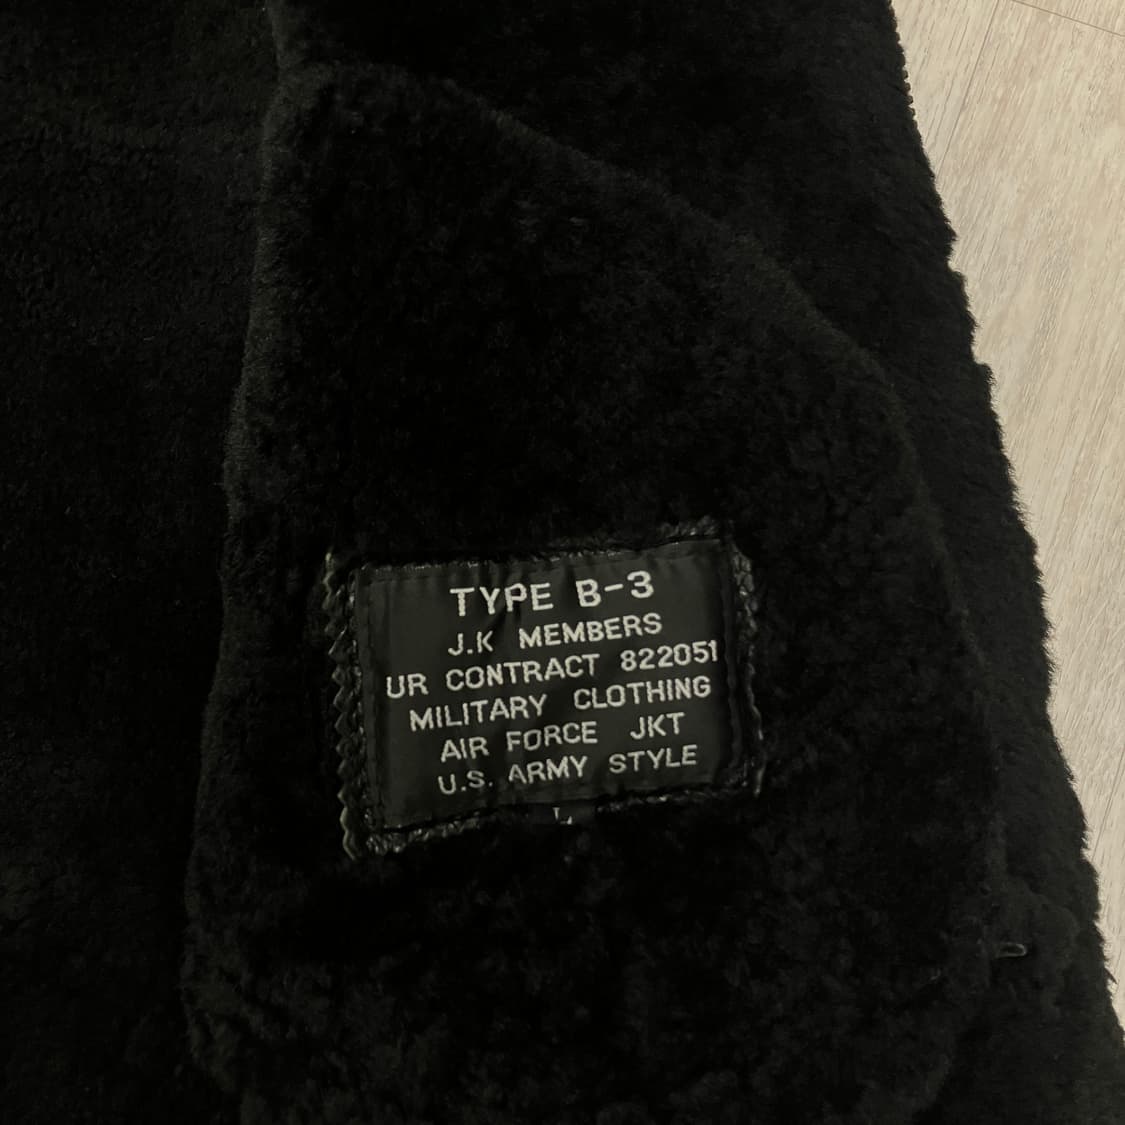 TYPE B-3
J.K MEMBERS
UR CONTRACT 822051
MILITARY CLOTHING
AIR FORCE JKT
U.S. ARMY STYLE
L